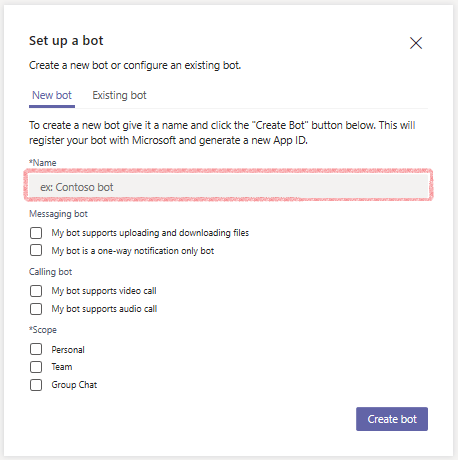 Set up a bot
Create a new bot or configure an existing bot.
New bot Existing bot
To create a new bot give it a name and click the "Create Bot" button below. This will
register your bot with Microsoft and generate a new App ID.
*Name
ex: Contoso bot
Messaging bot
My bot supports uploading and downloading files
My bot is a one-way notification only bot
Calling bot
My bot supports video call
My bot supports audio call
*Scope
Personal
Team
Group Chat
Create bot